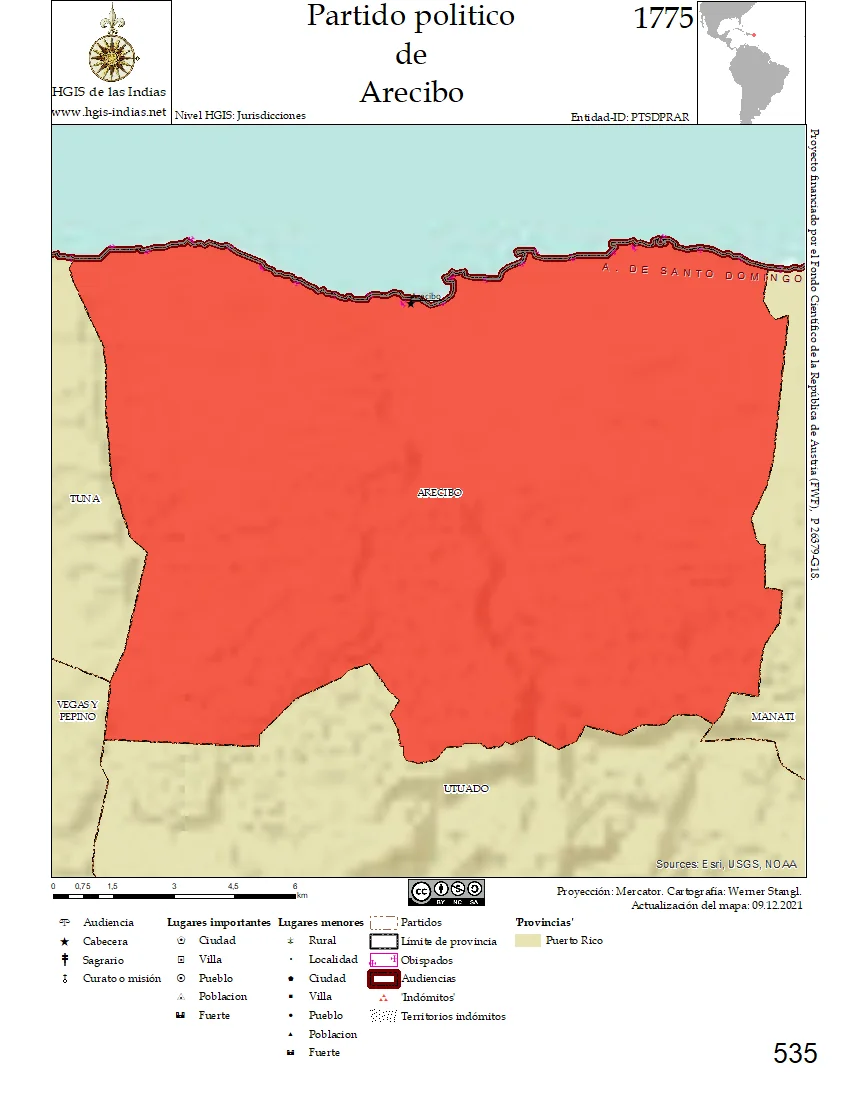 Partido politico
de
Arecibo
1775
HGIS de las Indias
www.hgis-indias.net
Nivel HGIS: Jurisdicciones
Entidad-ID: PTSDPRAR
Proyecto financiado por el Fondo Científico de la República de Austria (FWF), P 26379-G18.
A. DE SANTO DOMINGO
Arecibo
TUNA
ARECIBO
VEGAS Y
PEPINO
MANATI
UTUADO
Sources: Esri, USGS, NOAA
0 0,75 1,5 3 4,5 6
km
cc
BY NC SA
Proyección: Mercator. Cartografía: Werner Stangl.
Actualización del mapa: 09.12.2021
Audiencia
Cabecera
Sagrario
Curato o misión
Lugares importantes
Ciudad
Villa
Pueblo
Poblacion
Fuerte
Lugares menores
Rural
Localidad
Ciudad
Villa
Pueblo
Poblacion
Fuerte
Partidos
Límite de provincia
Obispados
Audiencias
'Indómitos'
Territorios indómitos
'Provincias'
Puerto Rico
535